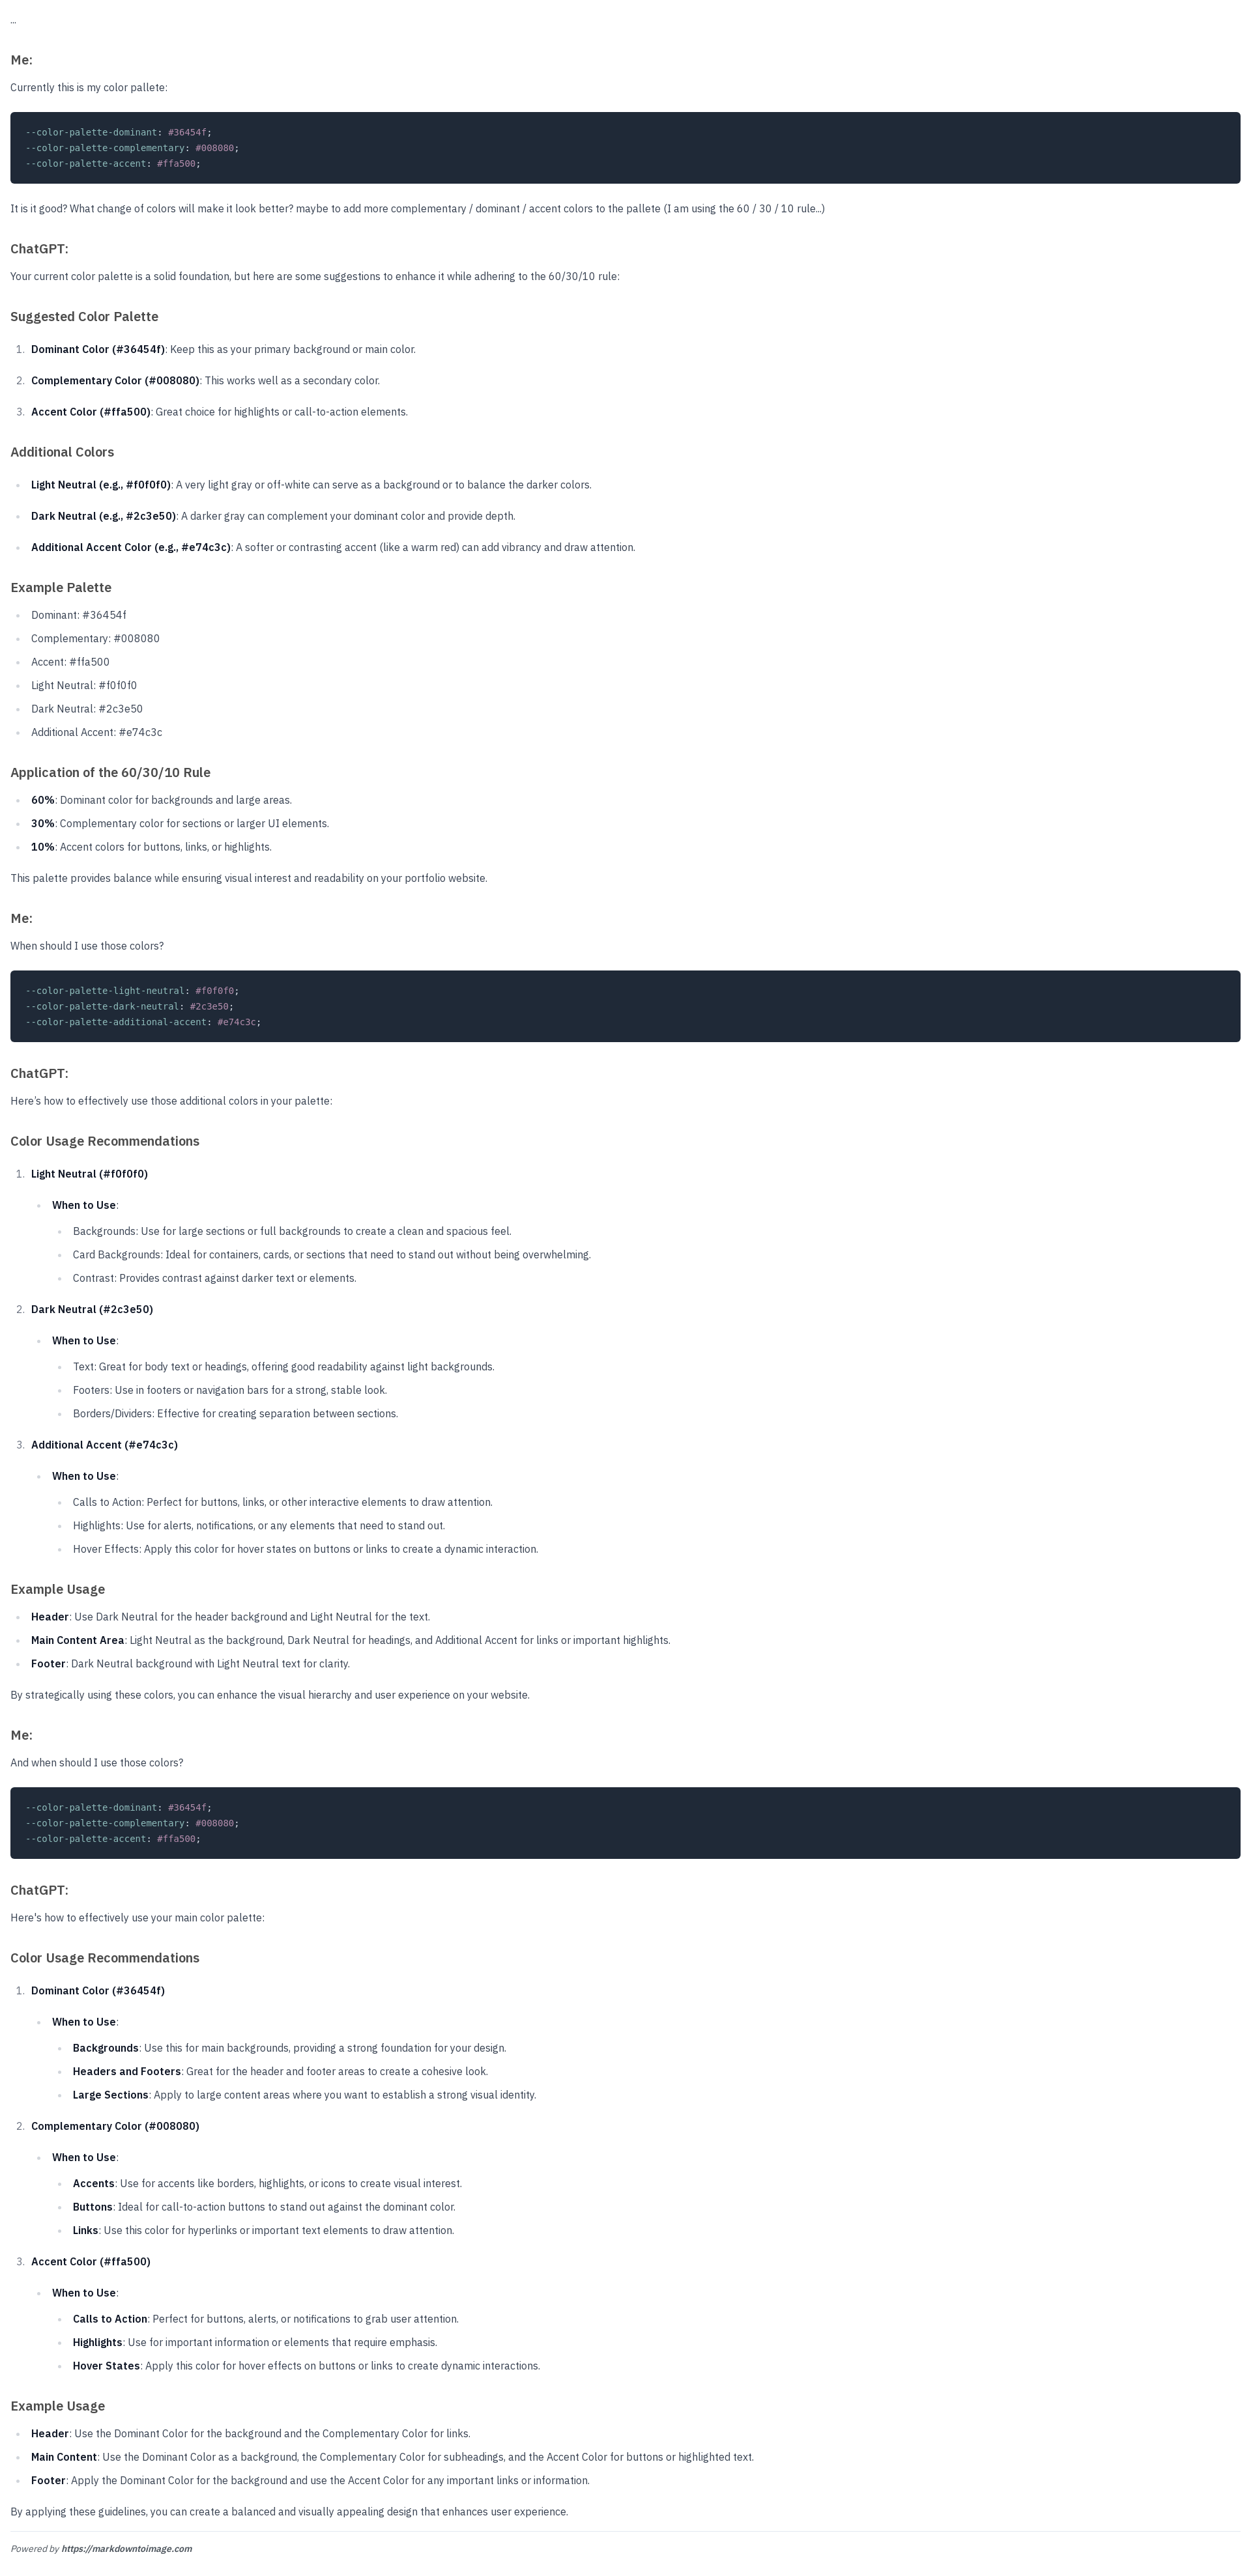 ...
Me:
Currently this is my color pallete:
--color-palette-dominant: #36454f;
--color-palette-complementary: #008080;
--color-palette-accent: #ffa500;
It is it good? What change of colors will make it look better? maybe to add more complementary / dominant / accent colors to the pallete (I am using the 60 / 30 / 10 rule...)
ChatGPT:
Your current color palette is a solid foundation, but here are some suggestions to enhance it while adhering to the 60/30/10 rule:
Suggested Color Palette
1. Dominant Color (#36454f): Keep this as your primary background or main color.
2. Complementary Color (#008080): This works well as a secondary color.
3. Accent Color (#ffa500): Great choice for highlights or call-to-action elements.
Additional Colors
Light Neutral (e.g., #f0f0f0): A very light gray or off-white can serve as a background or to balance the darker colors.
Dark Neutral (e.g., #2c3e50): A darker gray can complement your dominant color and provide depth.
Additional Accent Color (e.g., #e74c3c): A softer or contrasting accent (like a warm red) can add vibrancy and draw attention.
Example Palette
Dominant: #36454f
Complementary: #008080
Accent: #ffa500
Light Neutral: #f0f0f0
Dark Neutral: #2c3e50
Additional Accent: #e74c3c
Application of the 60/30/10 Rule
60%: Dominant color for backgrounds and large areas.
30%: Complementary color for sections or larger UI elements.
10%: Accent colors for buttons, links, or highlights.
This palette provides balance while ensuring visual interest and readability on your portfolio website.
Me:
When should I use those colors?
--color-palette-light-neutral: #f0f0f0;
--color-palette-dark-neutral: #2c3e50;
--color-palette-additional-accent: #e74c3c;
ChatGPT:
Here's how to effectively use those additional colors in your palette:
Color Usage Recommendations
1. Light Neutral (#f0f0f0)
When to Use:
Backgrounds: Use for large sections or full backgrounds to create a clean and spacious feel.
Card Backgrounds: Ideal for containers, cards, or sections that need to stand out without being overwhelming.
Contrast: Provides contrast against darker text or elements.
2. Dark Neutral (#2c3e50)
When to Use:
Text: Great for body text or headings, offering good readability against light backgrounds.
Footers: Use in footers or navigation bars for a strong, stable look.
Borders/Dividers: Effective for creating separation between sections.
3. Additional Accent (#e74c3c)
When to Use:
Calls to Action: Perfect for buttons, links, or other interactive elements to draw attention.
Highlights: Use for alerts, notifications, or any elements that need to stand out.
Hover Effects: Apply this color for hover states on buttons or links to create a dynamic interaction.
Example Usage
Header: Use Dark Neutral for the header background and Light Neutral for the text.
Main Content Area: Light Neutral as the background, Dark Neutral for headings, and Additional Accent for links or important highlights.
Footer: Dark Neutral background with Light Neutral text for clarity.
By strategically using these colors, you can enhance the visual hierarchy and user experience on your website.
Me:
And when should I use those colors?
--color-palette-dominant: #36454f;
--color-palette-complementary: #008080;
--color-palette-accent: #ffa500;
ChatGPT:
Here's how to effectively use your main color palette:
Color Usage Recommendations
1. Dominant Color (#36454f)
When to Use:
Backgrounds: Use this for main backgrounds, providing a strong foundation for your design.
Headers and Footers: Great for the header and footer areas to create a cohesive look.
Large Sections: Apply to large content areas where you want to establish a strong visual identity.
2. Complementary Color (#008080)
When to Use:
Accents: Use for accents like borders, highlights, or icons to create visual interest.
Buttons: Ideal for call-to-action buttons to stand out against the dominant color.
Links: Use this color for hyperlinks or important text elements to draw attention.
3. Accent Color (#ffa500)
When to Use:
Calls to Action: Perfect for buttons, alerts, or notifications to grab user attention.
Highlights: Use for important information or elements that require emphasis.
Hover States: Apply this color for hover effects on buttons or links to create dynamic interactions.
Example Usage
Header: Use the Dominant Color for the background and the Complementary Color for links.
Main Content: Use the Dominant Color as a background, the Complementary Color for subheadings, and the Accent Color for buttons or highlighted text.
Footer: Apply the Dominant Color for the background and use the Accent Color for any important links or information.
By applying these guidelines, you can create a balanced and visually appealing design that enhances user experience.
Powered by https://markdowntoimage.com